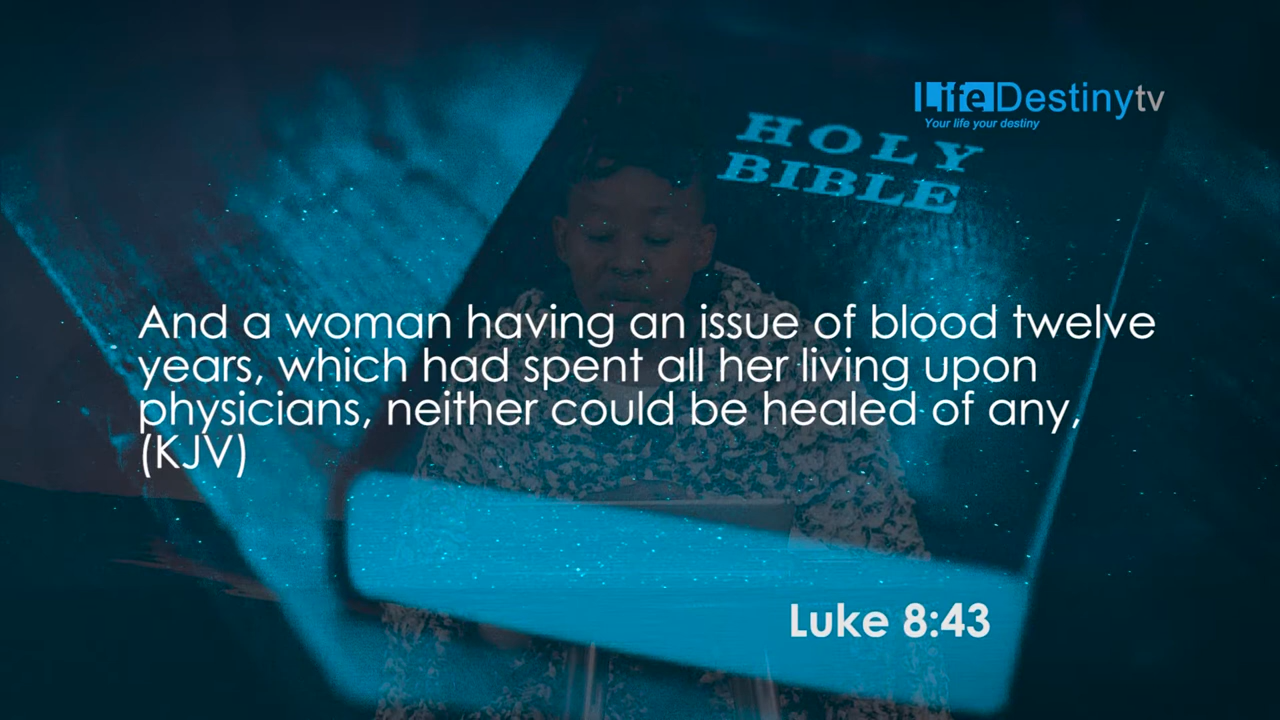 LifeDestinytv
Your life your destiny
HOLY
BIBLE
And a woman having an issue of blood twelve
years, which had spent all her living upon
physicians, neither could be healed of any,
(KJV)
Luke 8:43